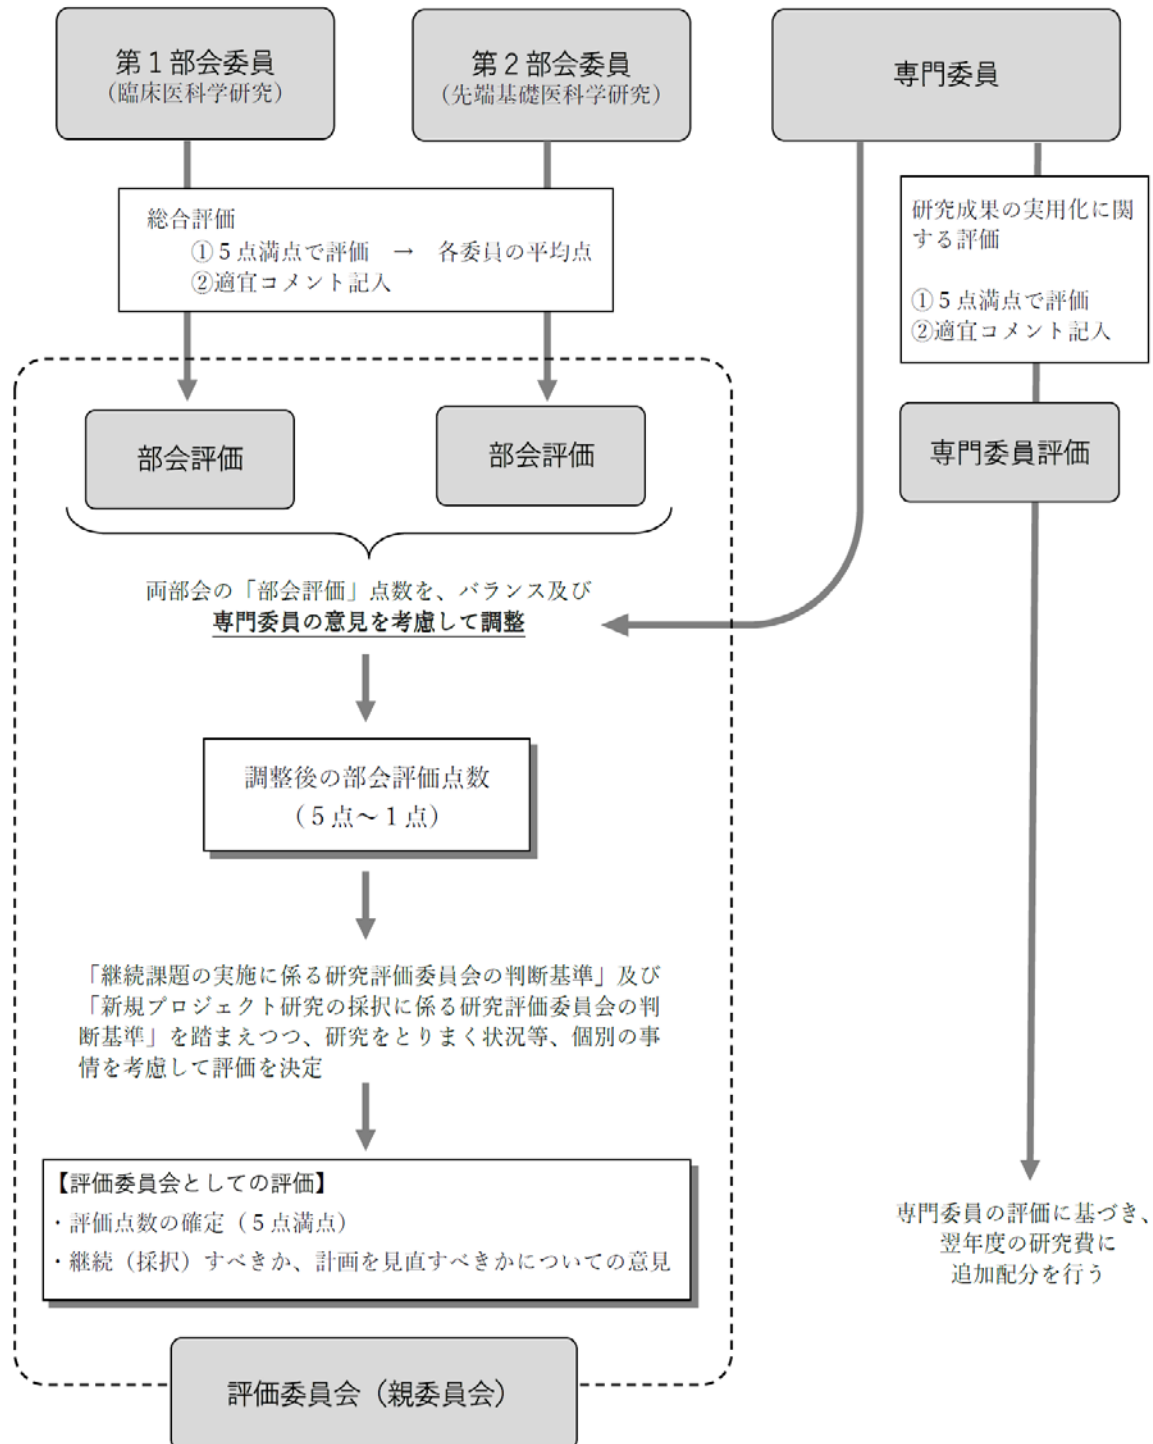 第１部会委員
（臨床医科学研究）
第２部会委員
（先端基礎医科学研究）
専門委員
総合評価
①５点満点で評価　→　各委員の平均点
②適宜コメント記入
研究成果の実用化に関
する評価
①５点満点で評価
②適宜コメント記入
部会評価
部会評価
専門委員評価
両部会の「部会評価」点数を、バランス及び
専門委員の意見を考慮して調整
調整後の部会評価点数
（５点～１点）
「継続課題の実施に係る研究評価委員会の判断基準」及び
「新規プロジェクト研究の採択に係る研究評価委員会の判
断基準」を踏まえつつ、研究をとりまく状況等、個別の事
情を考慮して評価を決定
【評価委員会としての評価】
・評価点数の確定（５点満点）
・継続（採択）すべきか、計画を見直すべきかについての意見
専門委員の評価に基づき、
翌年度の研究費に
追加配分を行う
評価委員会（親委員会）